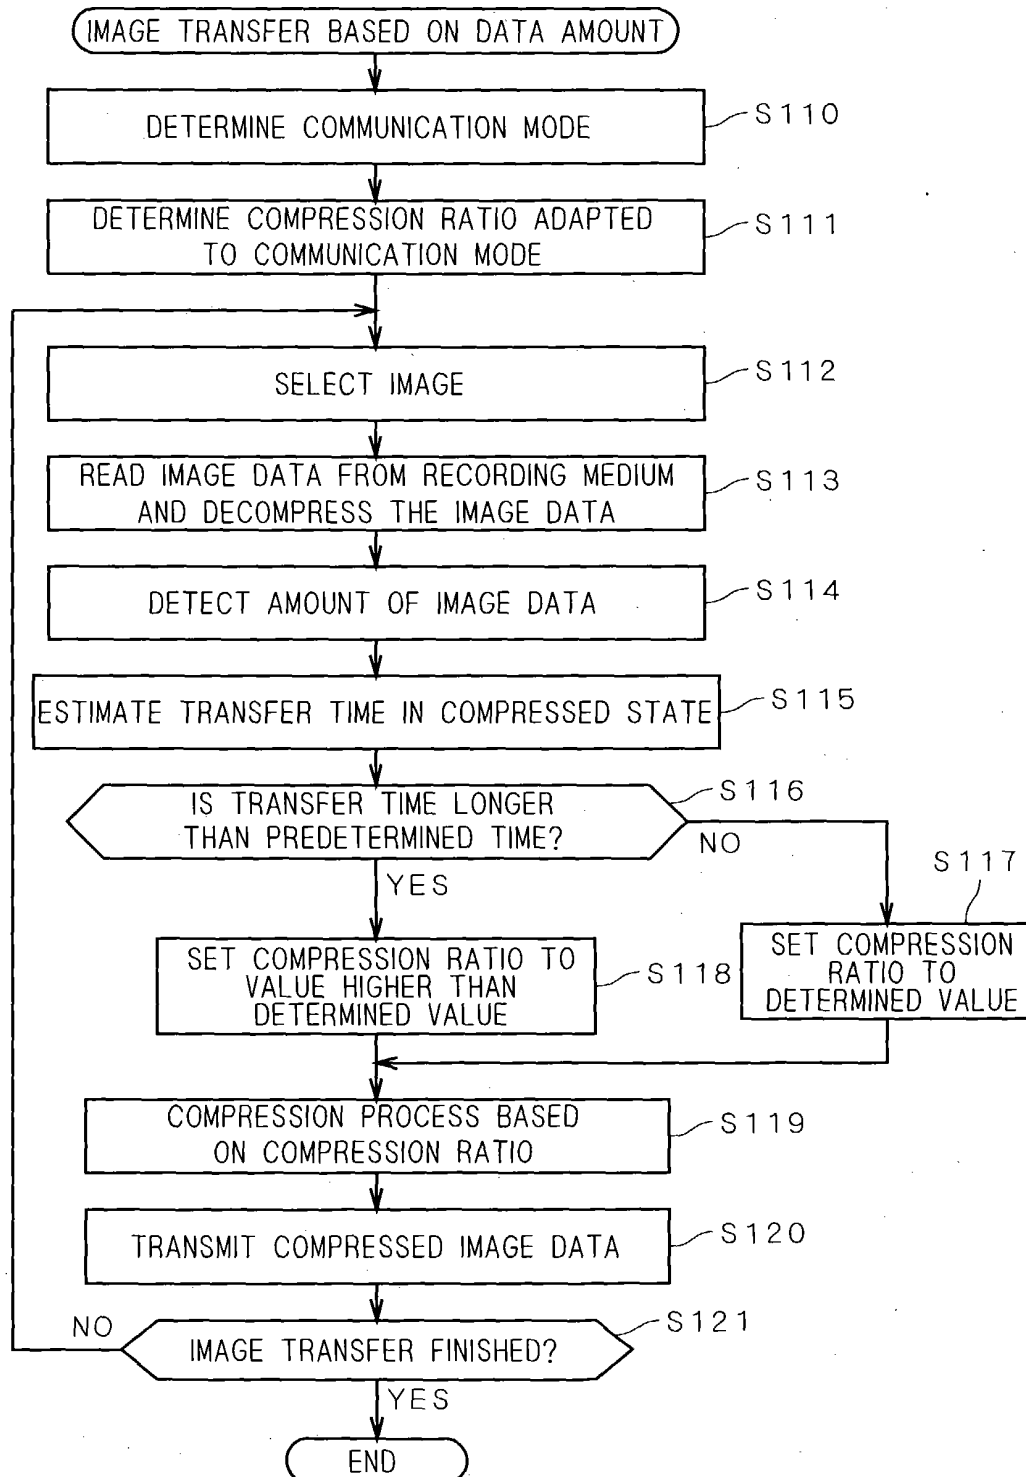 IMAGE TRANSFER BASED ON DATA AMOUNT
DETERMINE COMMUNICATION MODE
S110
DETERMINE COMPRESSION RATIO ADAPTED
TO COMMUNICATION MODE
S111
SELECT IMAGE
S112
READ IMAGE DATA FROM RECORDING MEDIUM
AND DECOMPRESS THE IMAGE DATA
S113
DETECT AMOUNT OF IMAGE DATA
S114
ESTIMATE TRANSFER TIME IN COMPRESSED STATE
S115
IS TRANSFER TIME LONGER
THAN PREDETERMINED TIME?
S116
NO
YES
S117
SET COMPRESSION
RATIO TO
DETERMINED VALUE
SET COMPRESSION RATIO TO
VALUE HIGHER THAN
DETERMINED VALUE
S118
COMPRESSION PROCESS BASED
ON COMPRESSION RATIO
S119
TRANSMIT COMPRESSED IMAGE DATA
S120
IMAGE TRANSFER FINISHED?
S121
NO
YES
END